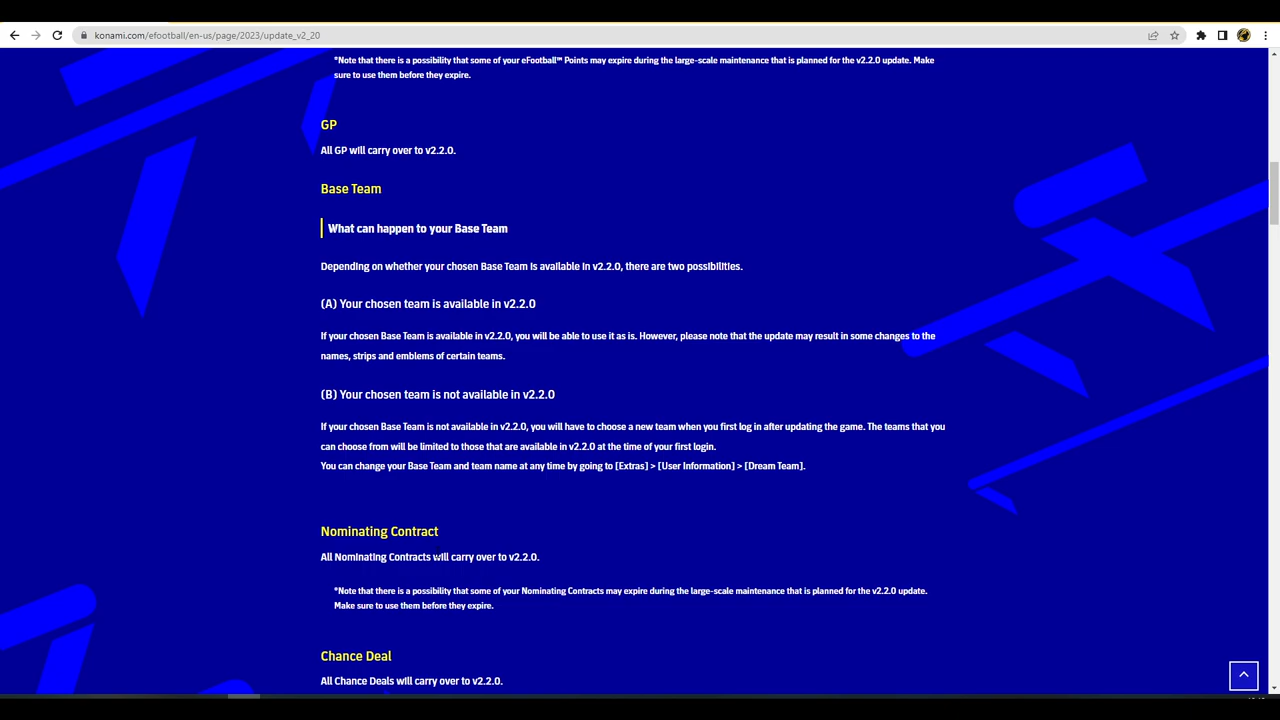 konami.com/efootball/en-us/page/2023/update_v2_20
*Note that there is a possibility that some of your eFootball™ Points may expire during the large-scale maintenance that is planned for the v2.2.0 update. Make
sure to use them before they expire.
GP
All GP will carry over to v2.2.0.
Base Team
What can happen to your Base Team
Depending on whether your chosen Base Team is available in v2.2.0, there are two possibilities.
(A) Your chosen team is available in v2.2.0
If your chosen Base Team is available in v2.2.0, you will be able to use it as is. However, please note that the update may result in some changes to the
names, strips and emblems of certain teams.
(B) Your chosen team is not available in v2.2.0
If your chosen Base Team is not available in v2.2.0, you will have to choose a new team when you first log in after updating the game. The teams that you
can choose from will be limited to those that are available in v2.2.0 at the time of your first login.
You can change your Base Team and team name at any time by going to [Extras] > [User Information] > [Dream Team].
Nominating Contract
All Nominating Contracts will carry over to v2.2.0.
*Note that there is a possibility that some of your Nominating Contracts may expire during the large-scale maintenance that is planned for the v2.2.0 update.
Make sure to use them before they expire.
Chance Deal
All Chance Deals will carry over to v2.2.0.